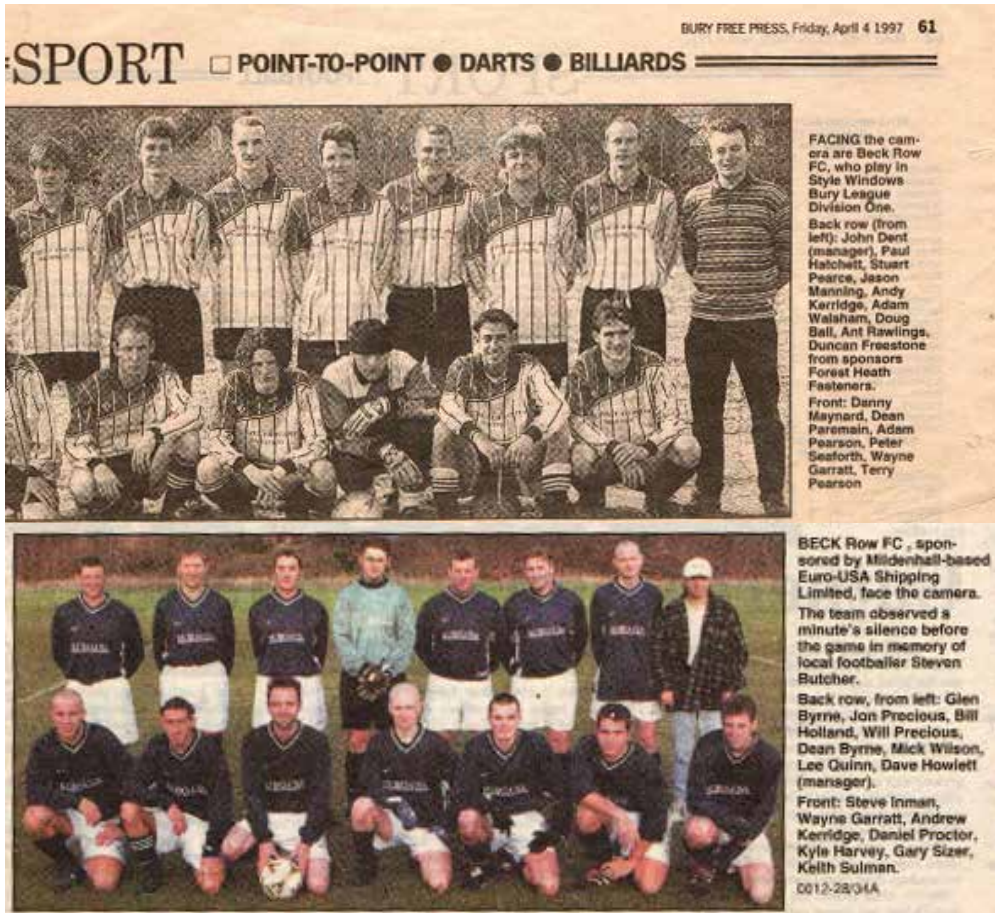 BURY FREE PRESS, Friday, April 4 1997 61
SPORT □ POINT-TO-POINT ● DARTS ● BILLIARDS
FACING the cam-
era are Beck Row
FC, who play in
Style Windows
Bury League
Division One.
Back row (from
left): John Dent
(manager), Paul
Hatchett, Stuart
Pearce, Jason
Manning, Andy
Kerridge, Adam
Walsham, Doug
Ball, Ant Rawlings,
Duncan Freestone
from sponsors
Forest Heath
Fasteners.
Front: Danny
Maynard, Dean
Paremain, Adam
Pearson, Peter
Seaforth, Wayne
Garratt, Terry
Pearson
BECK Row FC , spon-
sored by Mildenhall-based
Euro-USA Shipping
Limited, face the camera.
The team observed a
minute's silence before
the game in memory of
local footballer Steven
Butcher.
Back row, from left: Glen
Byrne, Jon Precious, Bill
Holland, Will Precious,
Dean Byrne, Mick Wilson,
Lee Quinn, Dave Howlett
(manager).
Front: Steve Inman,
Wayne Garratt, Andrew
Kerridge, Daniel Proctor,
Kyle Harvey, Gary Sizer,
Keith Sulman.
0012-28/34A